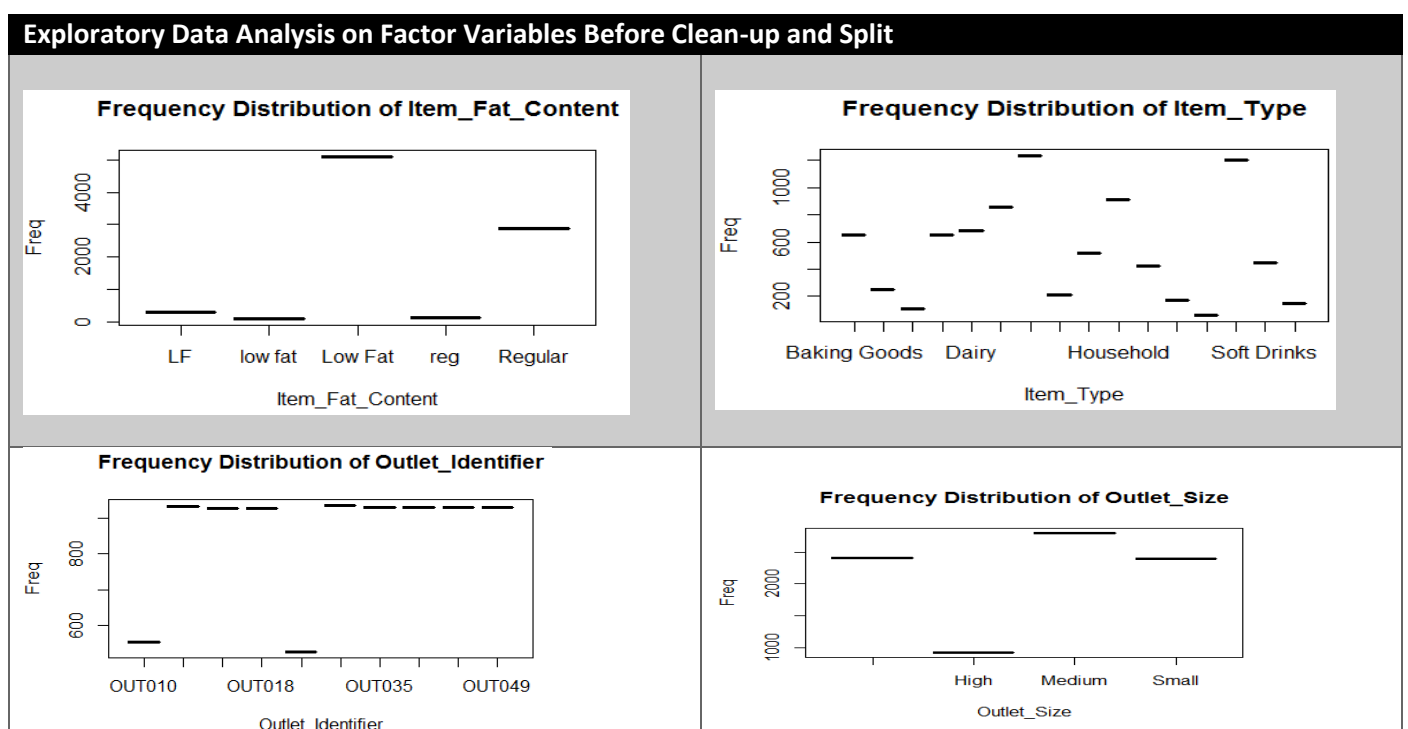 Exploratory Data Analysis on Factor Variables Before Clean-up and Split
Frequency Distribution of Item_Fat_Content
Freq
0
2000
4000
LF low fat Low Fat reg Regular
Item_Fat_Content
Frequency Distribution of Item_Type
Freq
200
600
1000
Baking Goods Dairy Household Soft Drinks
Item_Type
Frequency Distribution of Outlet_Identifier
Freq
600
800
OUT010 OUT018 OUT035 OUT049
Outlet_Identifier
Frequency Distribution of Outlet_Size
Freq
1000
2000
High Medium Small
Outlet_Size